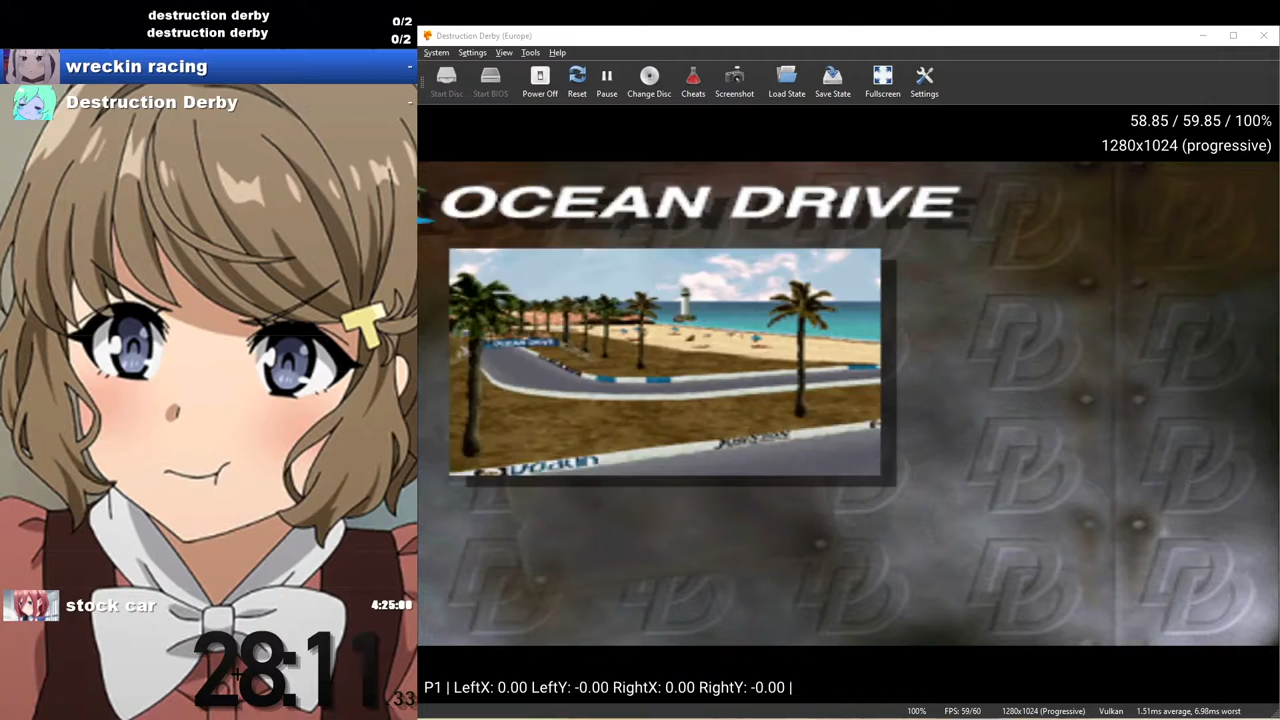 destruction derby
0/2
destruction derby
0/2
wreckin racing
-
Destruction Derby
-
stock car
4:25:00
28:11
.33
Destruction Derby (Europe)
System Settings View Tools Help
Start Disc Start BIOS Power Off Reset Pause Change Disc Cheats Screenshot Load State Save State Fullscreen Settings
58.85 / 59.85 / 100%
1280x1024 (progressive)
OCEAN DRIVE
OCEAN DRIVE
P1 | LeftX: 0.00 LeftY: -0.00 RightX: 0.00 RightY: -0.00 |
100% FPS: 59/60 1280x1024 (Progressive) Vulkan 1.51ms average, 6.98ms worst